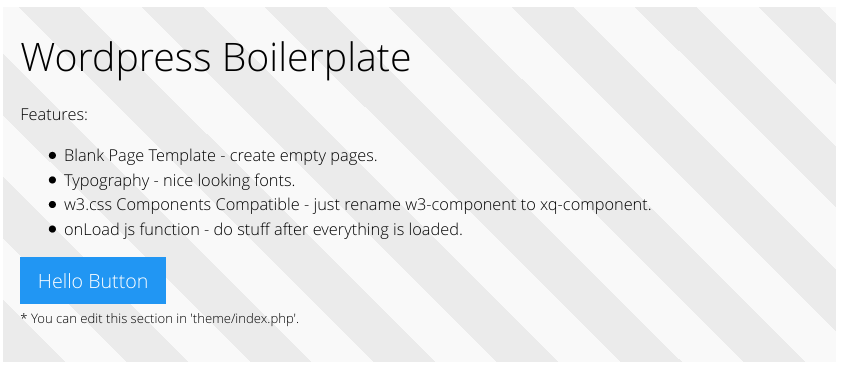 Wordpress Boilerplate
Features:
Blank Page Template - create empty pages.
Typography - nice looking fonts.
w3.css Components Compatible - just rename w3-component to xq-component.
onLoad js function - do stuff after everything is loaded.
Hello Button
* You can edit this section in 'theme/index.php'.